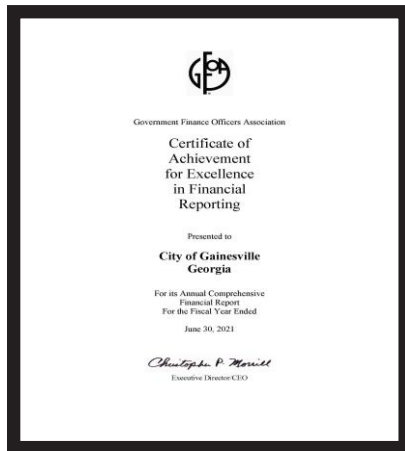 GFOA
Government Finance Officers Association
Certificate of
Achievement
for Excellence
in Financial
Reporting
Presented to
City of Gainesville
Georgia
For its Annual Comprehensive
Financial Report
For the Fiscal Year Ended
June 30, 2021
Christopher P. Morrill
Executive Director/CEO